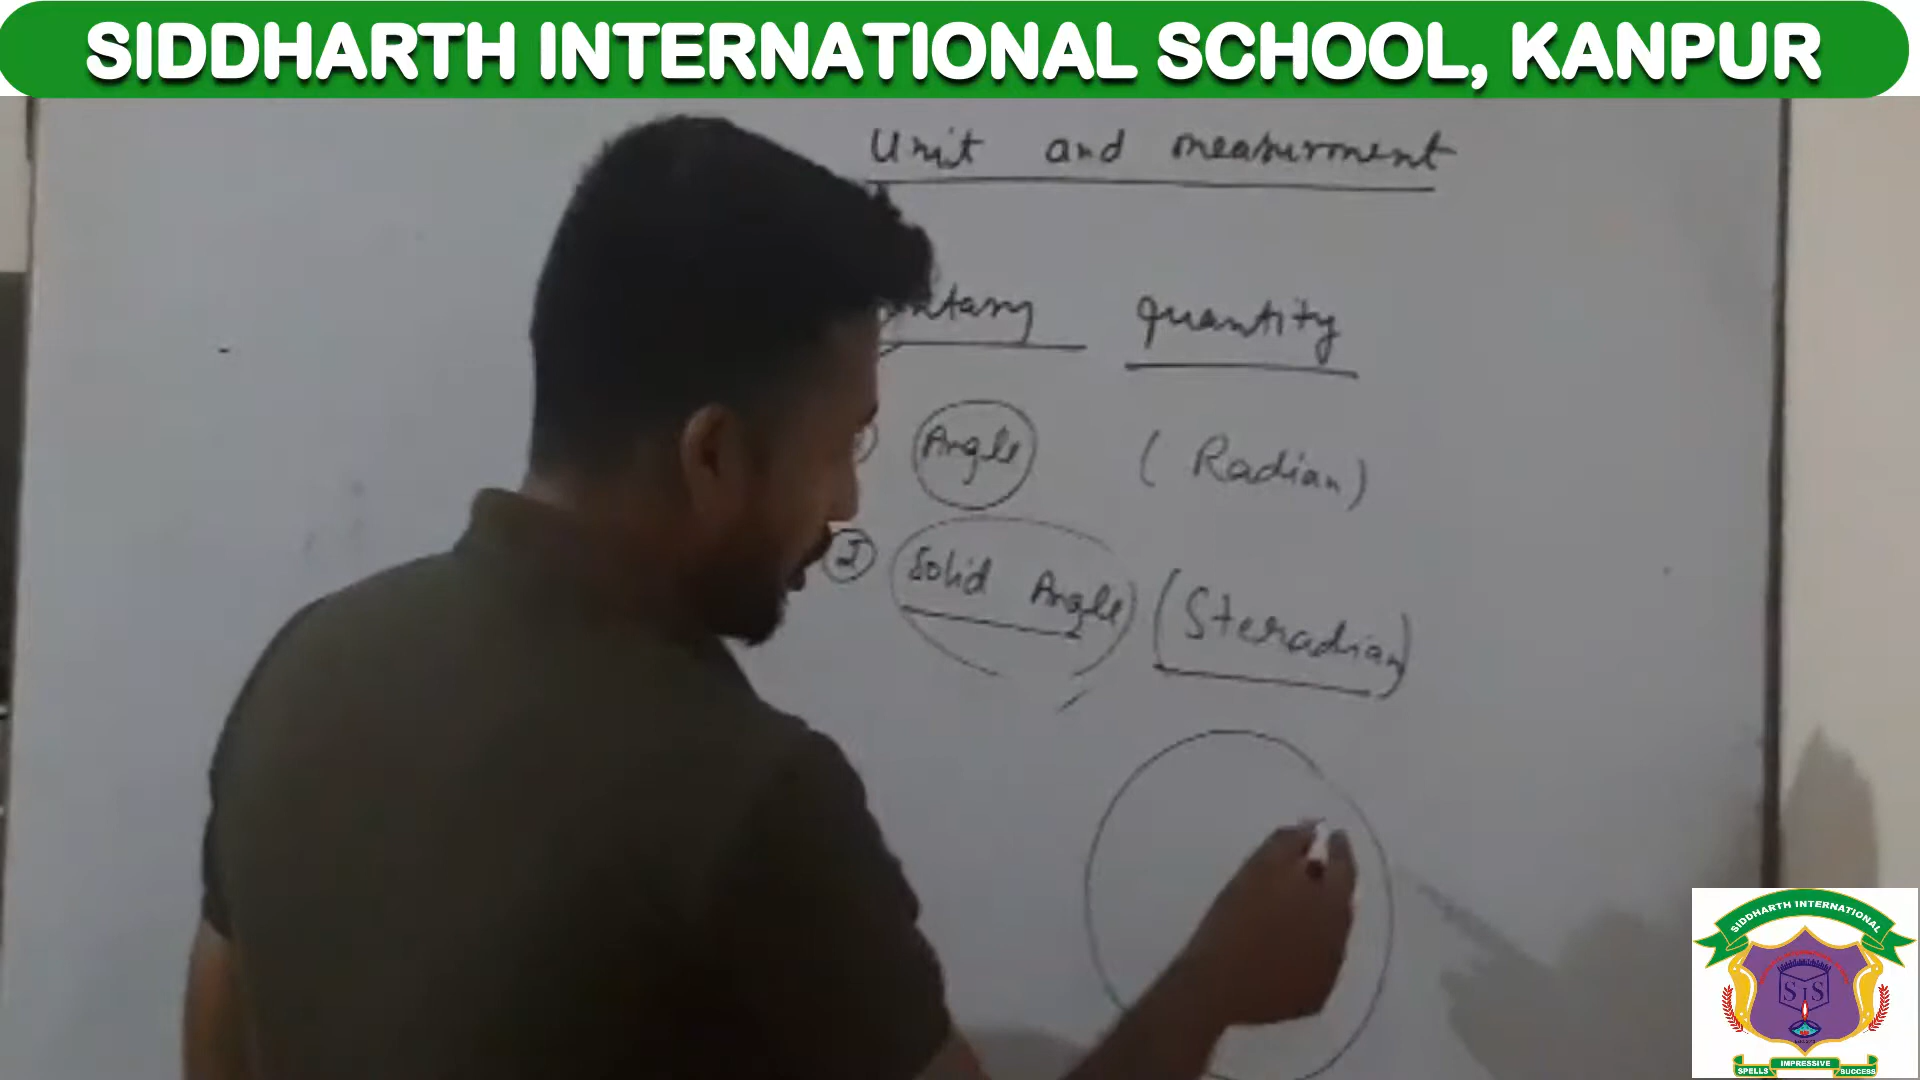 SIDDHARTH INTERNATIONAL SCHOOL, KANPUR
Unit and measurment
quantity
Angle (Radian)
2 Solid Angle (Steradian)
SIDDHARTH INTERNATIONAL
SIS
SPELLS IMPRESSIVE SUCCESS